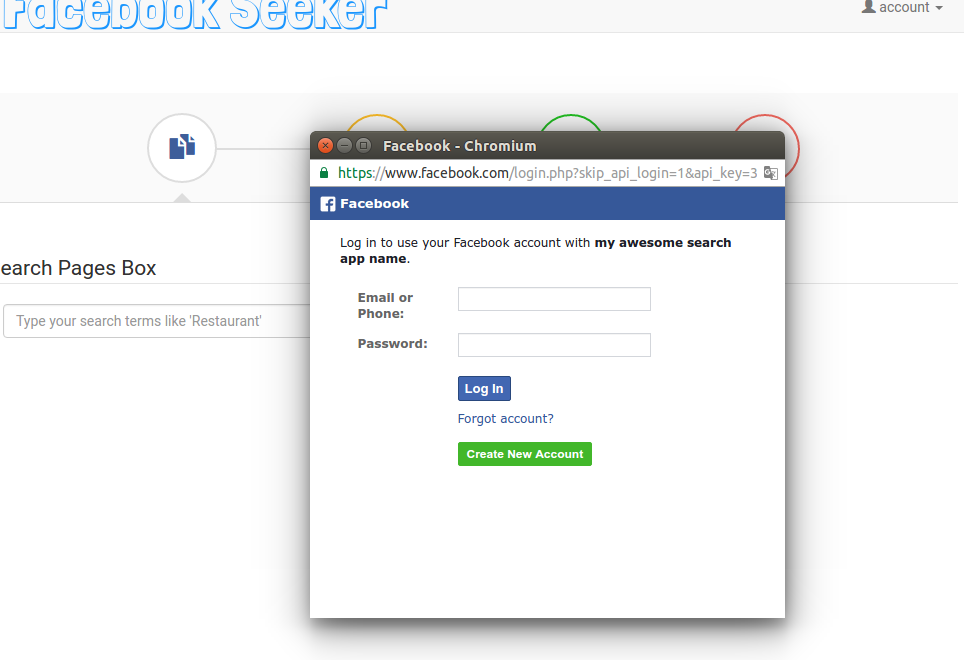 Facebook Seeker
account
Facebook - Chromium
https://www.facebook.com/login.php?skip_api_login=1&api_key=3
Facebook
Log in to use your Facebook account with my awesome search
app name.
earch Pages Box
Email or
Phone:
Type your search terms like 'Restaurant'
Password:
Log In
Forgot account?
Create New Account